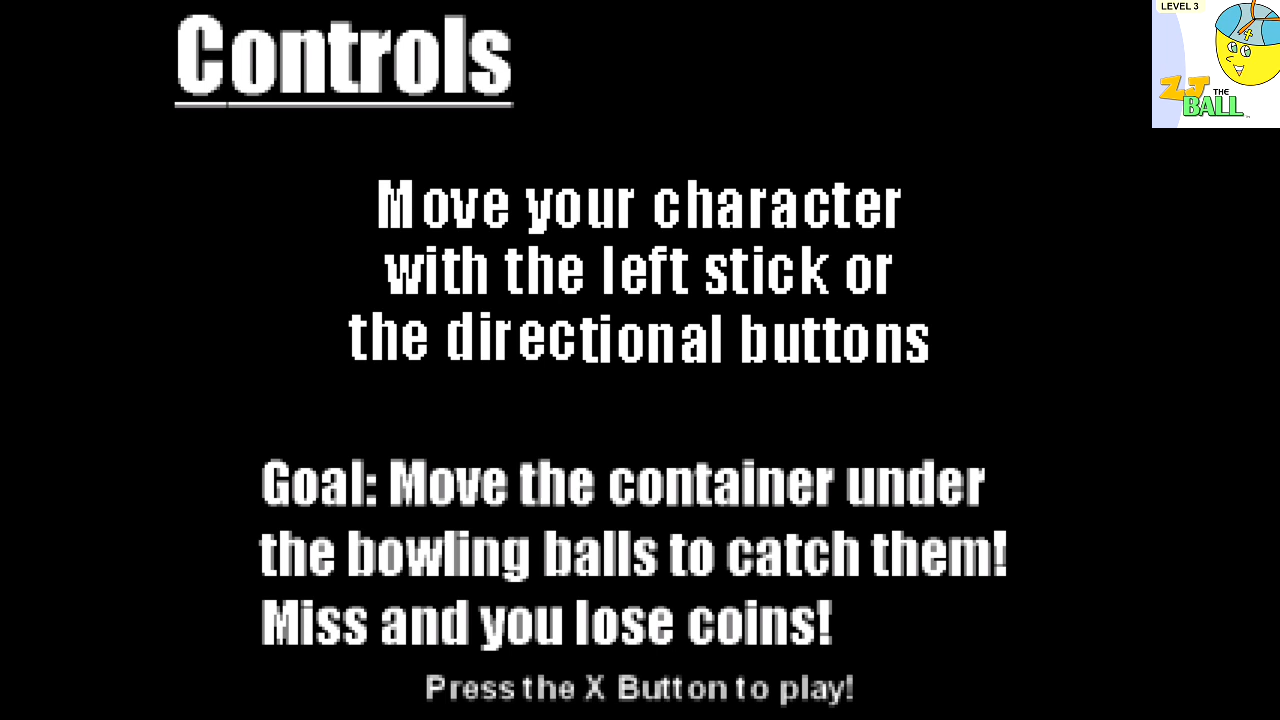 Controls
LEVEL 3
ZJ THE BALL
Move your character
with the left stick or
the directional buttons
Goal: Move the container under
the bowling balls to catch them!
Miss and you lose coins!
Press the X Button to play!